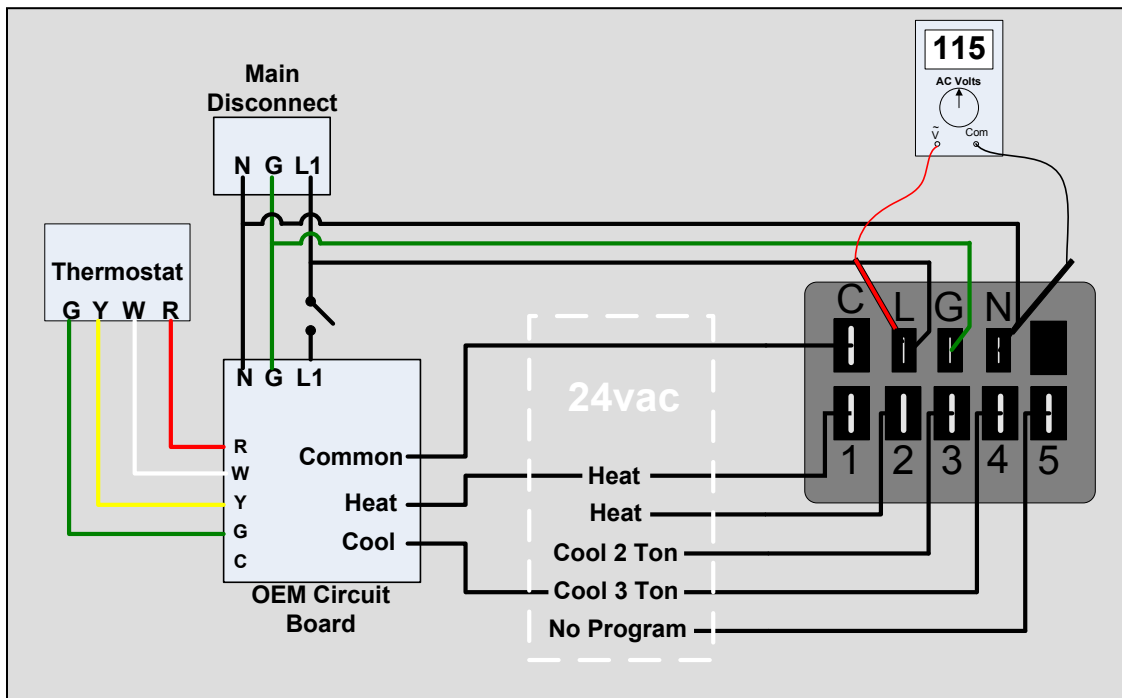 115
AC Volts
~
V Com
Main
Disconnect
N G L1
Thermostat
G Y W R
C L G N
24vac
N G L1
R
W
Y
G
C
Common
Heat
Cool
OEM Circuit
Board
Heat
Heat
Cool 2 Ton
Cool 3 Ton
No Program
1 2 3 4 5